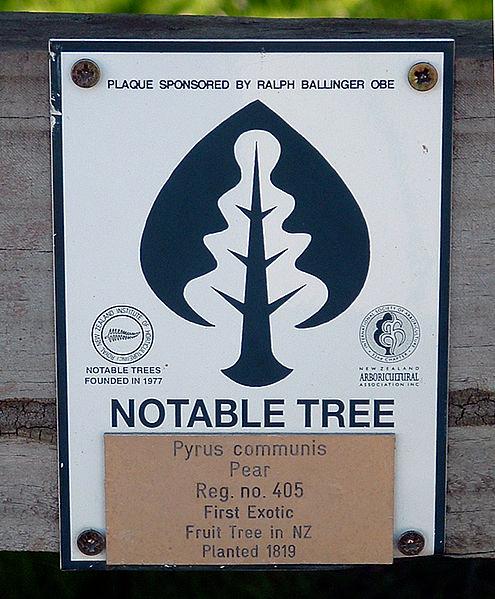 PLAQUE SPONSORED BY RALPH BALLINGER OBE
NOTABLE TREES
FOUNDED IN 1977
NEW ZEALAND
ARBORICULTURAL
ASSOCIATION INC
NOTABLE TREE
Pyrus communis
Pear
Reg. no. 405
First Exotic
Fruit Tree in NZ
Planted 1819